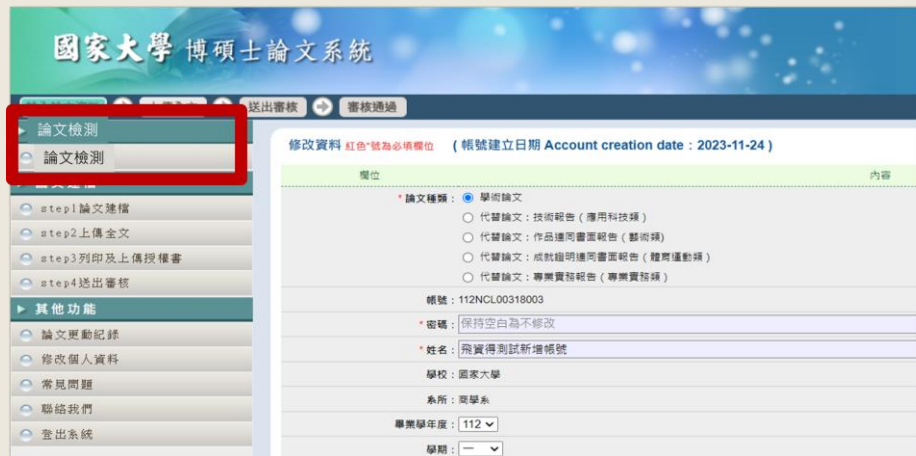 國家大學 博碩士論文系統
送出審核 審核通過
論文檢測
論文檢測
step1論文建檔
step2上傳全文
step3列印及上傳授權書
step4送出審核
其他功能
論文更動紀錄
修改個人資料
常見問題
聯絡我們
登出系統
修改資料 紅色*號為必填欄位 (帳號建立日期 Account creation date:2023-11-24)
欄位 內容
*論文種類: 學術論文
代替論文:技術報告(應用科技類)
代替論文:作品連同書面報告(藝術類)
代替論文:成就證明連同書面報告(體育運動類)
代替論文:專業實務報告(專業實務類)
帳號:112NCL00318003
*密碼:保持空白為不修改
*姓名:飛資得測試新增帳號
學校:國家大學
系所:商學系
畢業學年度:112
學期:一